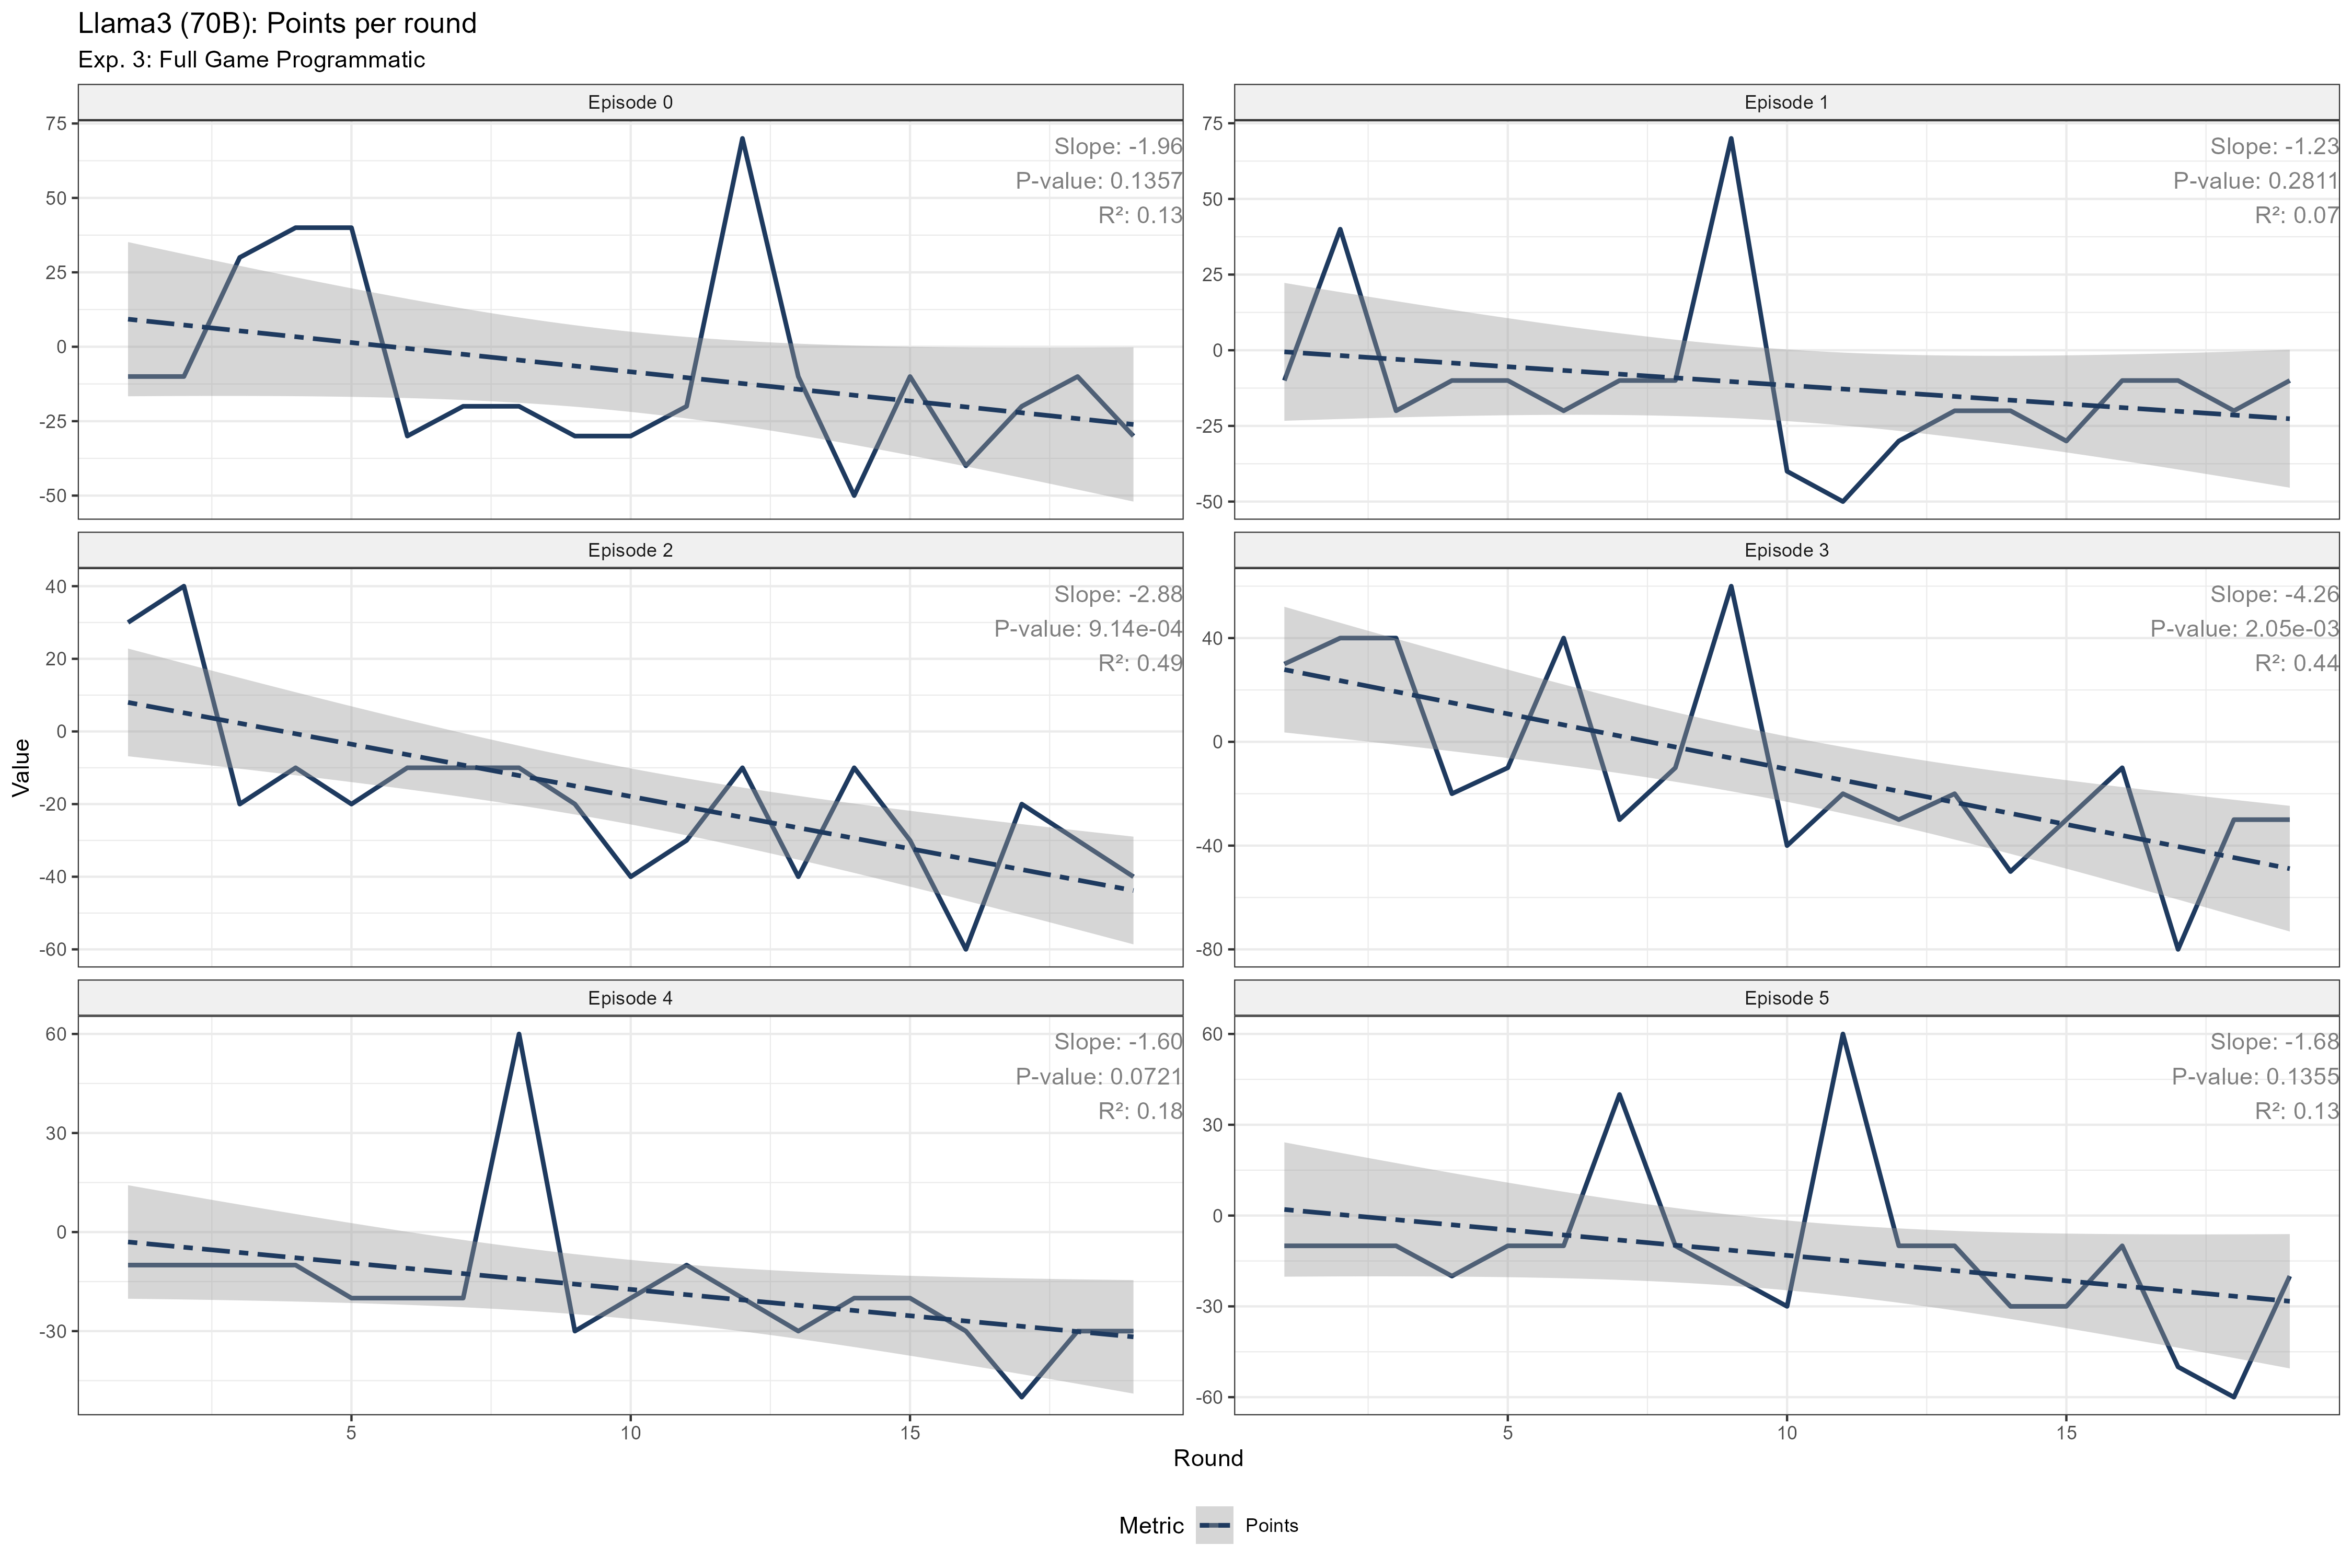 Llama3 (70B): Points per round
Exp. 3: Full Game Programmatic
Episode 0
75
50
25
0
-25
-50
Slope: -1.96
P-value: 0.1357
R²: 0.13
Episode 1
75
50
25
0
-25
-50
Slope: -1.23
P-value: 0.2811
R²: 0.07
Episode 2
40
20
0
-20
-40
-60
Slope: -2.88
P-value: 9.14e-04
R²: 0.49
Episode 3
40
0
-40
-80
Slope: -4.26
P-value: 2.05e-03
R²: 0.44
Value
Episode 4
60
30
0
-30
Slope: -1.60
P-value: 0.0721
R²: 0.18
5 10 15
Episode 5
60
30
0
-30
-60
Slope: -1.68
P-value: 0.1355
R²: 0.13
5 10 15
Round
Metric Points